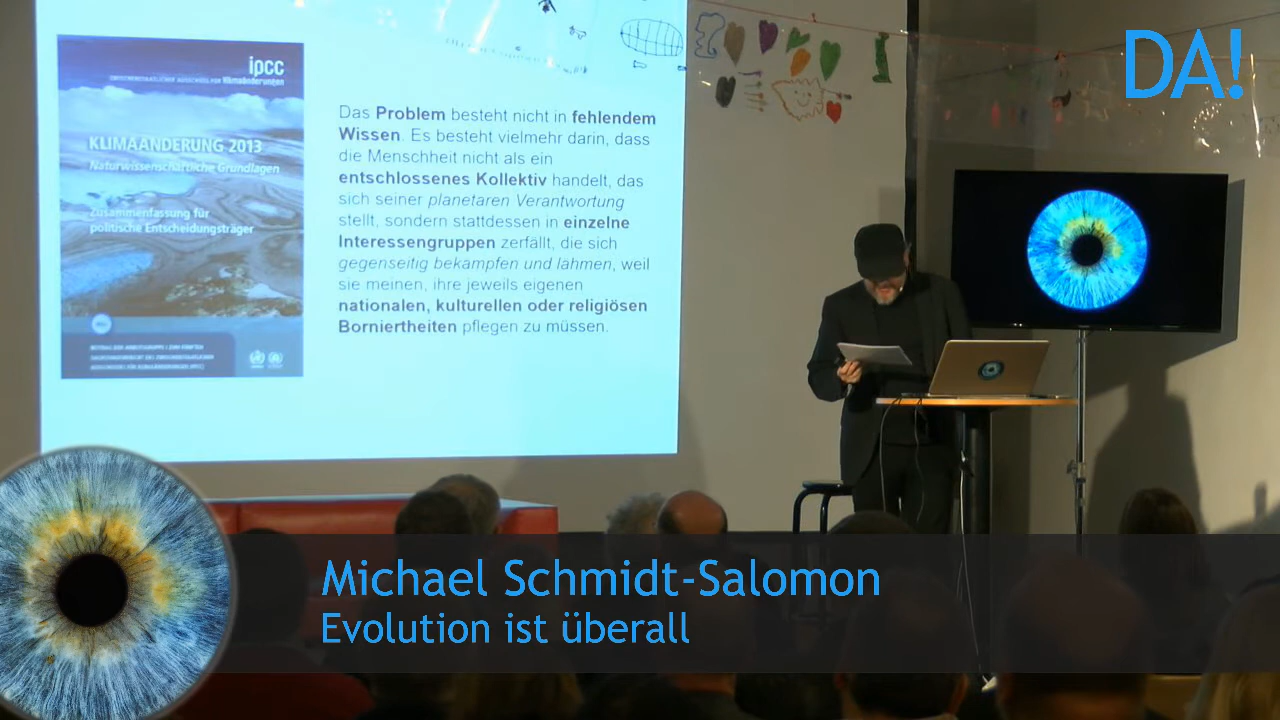 ipcc
ZWISCHENSTAATLICHER AUSSCHUSS FÜR Klimaänderungen
KLIMAÄNDERUNG 2013
Naturwissenschaftliche Grundlagen
Zusammenfassung für
politische Entscheidungsträger
Das Problem besteht nicht in fehlendem
Wissen. Es besteht vielmehr darin, dass
die Menschheit nicht als ein
entschlossenes Kollektiv handelt, das
sich seiner planetaren Verantwortung
stellt, sondern stattdessen in einzelne
Interessengruppen zerfällt, die sich
gegenseitig bekämpfen und lähmen, weil
sie meinen, ihre jeweils eigenen
nationalen, kulturellen oder religiösen
Borniertheiten pflegen zu müssen.
DA!
Michael Schmidt-Salomon
Evolution ist überall